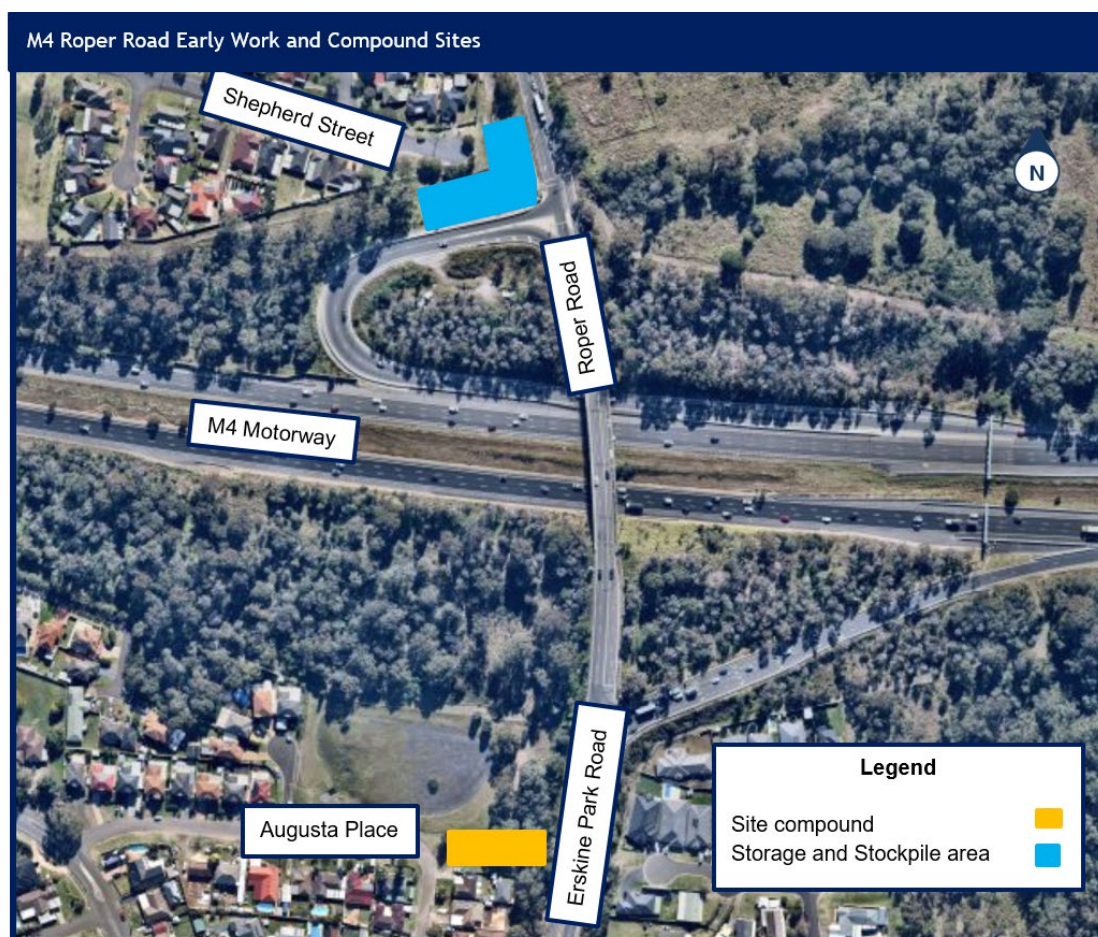 M4 Roper Road Early Work and Compound Sites
Shepherd Street
N
Roper Road
M4 Motorway
Erskine Park Road
Augusta Place
Legend
Site compound
Storage and Stockpile area